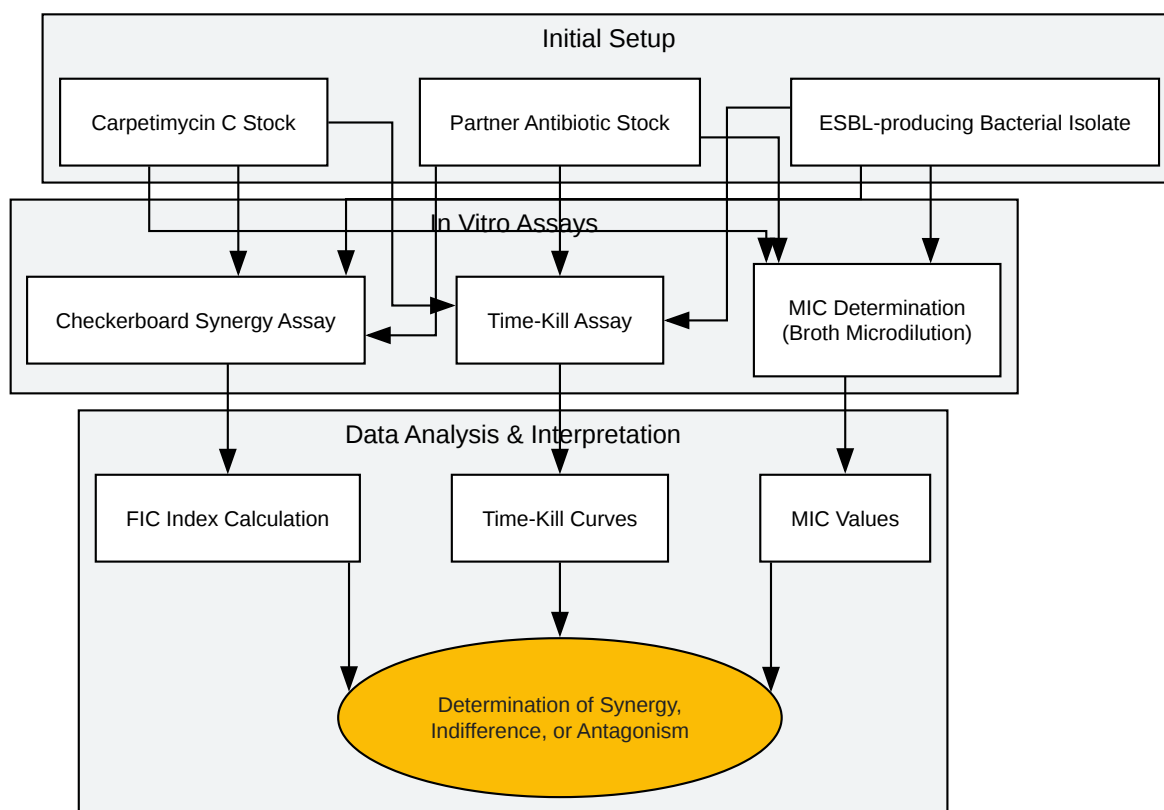 Initial Setup
Carpetimycin C Stock
Partner Antibiotic Stock
ESBL-producing Bacterial Isolate
In Vitro Assays
Checkerboard Synergy Assay
Time-Kill Assay
MIC Determination
(Broth Microdilution)
Data Analysis & Interpretation
FIC Index Calculation
Time-Kill Curves
MIC Values
Determination of Synergy,
Indifference, or Antagonism